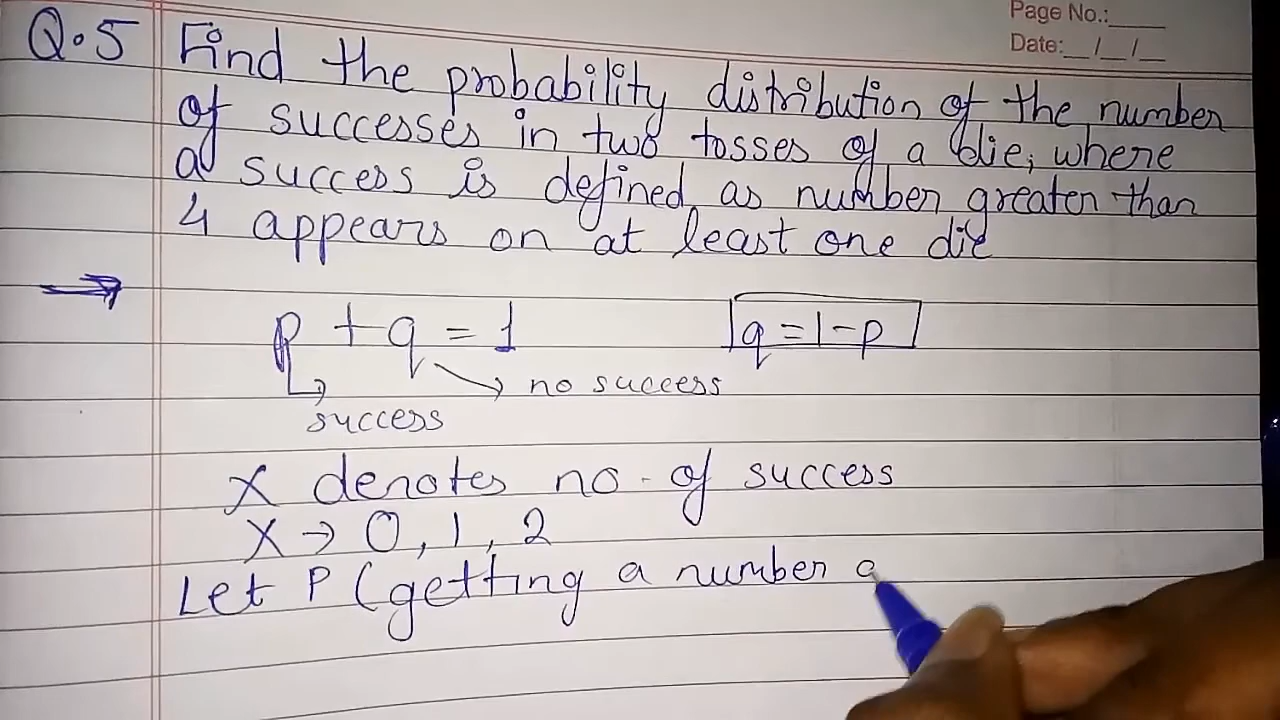 Page No.:
Date: / /
Q.5 Find the probability distribution of the number
of successes in two tosses of a die, where
a success is defined as number greater than
4 appears on at least one die
p + q = 1 q = 1-p
no success
success
X denotes no. of success
X → 0, 1, 2
Let P (getting a number